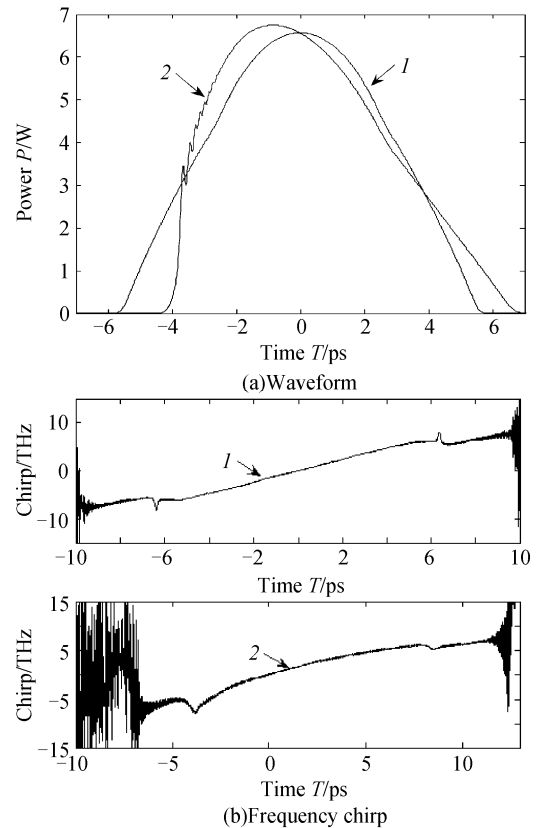 7
6
5
4
3
2
1
0
Power P/W
2
1
−6 −4 −2 0 2 4 6
Time T/ps
(a)Waveform
10
0
−10
Chirp/THz
1
−10 −6 −2 2 6 10
Time T/ps
15
5
−5
−15
Chirp/THz
2
−10 −5 0 5 10
Time T/ps
(b)Frequency chirp